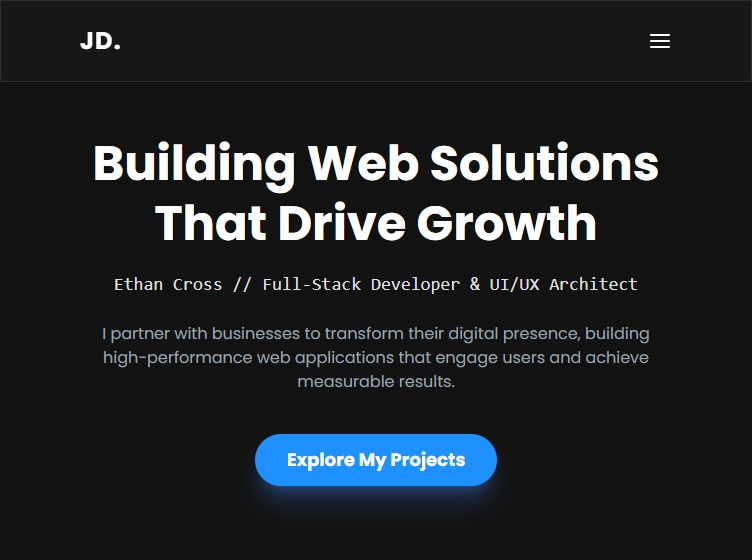 JD.
Building Web Solutions
That Drive Growth
Ethan Cross // Full-Stack Developer & UI/UX Architect
I partner with businesses to transform their digital presence, building
high-performance web applications that engage users and achieve
measurable results.
Explore My Projects